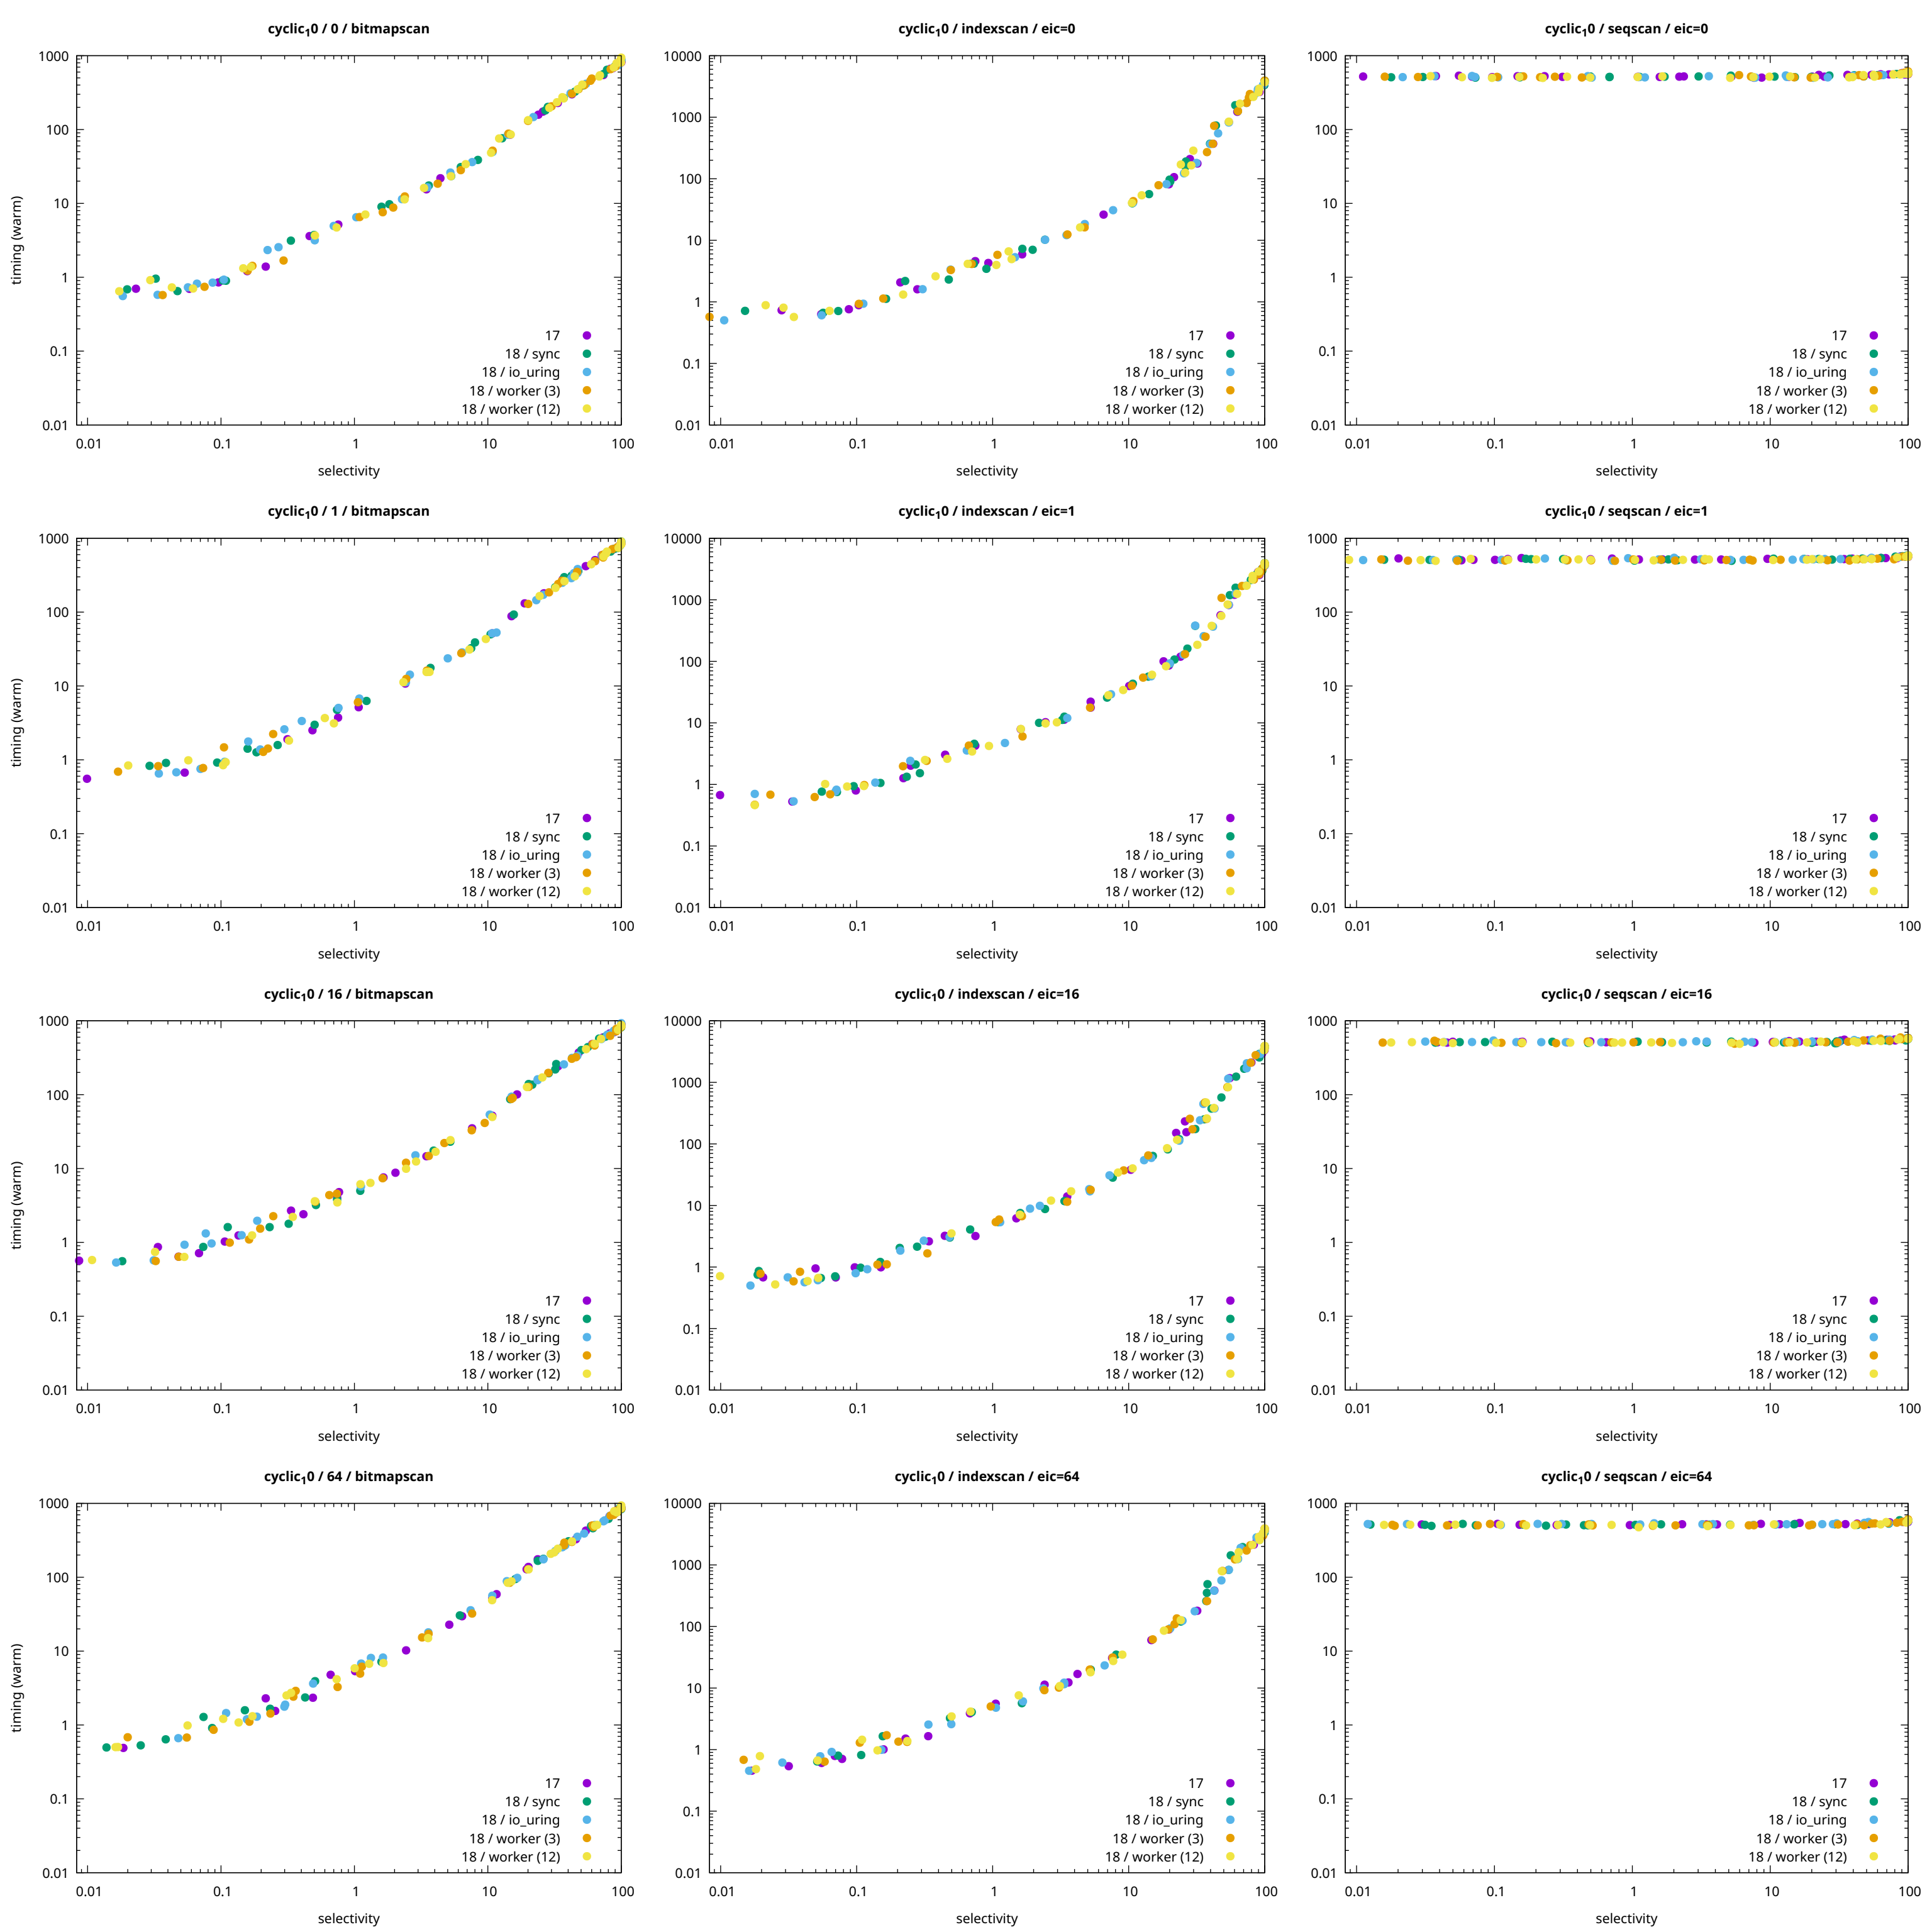 cyclic₁0 / 0 / bitmapscan
1000
100
10
1
0.1
0.01
timing (warm)
17
18 / sync
18 / io_uring
18 / worker (3)
18 / worker (12)
0.01 0.1 1 10 100
selectivity
cyclic₁0 / indexscan / eic=0
10000
1000
100
10
1
0.1
0.01
17
18 / sync
18 / io_uring
18 / worker (3)
18 / worker (12)
0.01 0.1 1 10 100
selectivity
cyclic₁0 / seqscan / eic=0
1000
100
10
1
0.1
0.01
17
18 / sync
18 / io_uring
18 / worker (3)
18 / worker (12)
0.01 0.1 1 10 100
selectivity
cyclic₁0 / 1 / bitmapscan
1000
100
10
1
0.1
0.01
timing (warm)
17
18 / sync
18 / io_uring
18 / worker (3)
18 / worker (12)
0.01 0.1 1 10 100
selectivity
cyclic₁0 / indexscan / eic=1
10000
1000
100
10
1
0.1
0.01
17
18 / sync
18 / io_uring
18 / worker (3)
18 / worker (12)
0.01 0.1 1 10 100
selectivity
cyclic₁0 / seqscan / eic=1
1000
100
10
1
0.1
0.01
17
18 / sync
18 / io_uring
18 / worker (3)
18 / worker (12)
0.01 0.1 1 10 100
selectivity
cyclic₁0 / 16 / bitmapscan
1000
100
10
1
0.1
0.01
timing (warm)
17
18 / sync
18 / io_uring
18 / worker (3)
18 / worker (12)
0.01 0.1 1 10 100
selectivity
cyclic₁0 / indexscan / eic=16
10000
1000
100
10
1
0.1
0.01
17
18 / sync
18 / io_uring
18 / worker (3)
18 / worker (12)
0.01 0.1 1 10 100
selectivity
cyclic₁0 / seqscan / eic=16
1000
100
10
1
0.1
0.01
17
18 / sync
18 / io_uring
18 / worker (3)
18 / worker (12)
0.01 0.1 1 10 100
selectivity
cyclic₁0 / 64 / bitmapscan
1000
100
10
1
0.1
0.01
timing (warm)
17
18 / sync
18 / io_uring
18 / worker (3)
18 / worker (12)
0.01 0.1 1 10 100
selectivity
cyclic₁0 / indexscan / eic=64
10000
1000
100
10
1
0.1
0.01
17
18 / sync
18 / io_uring
18 / worker (3)
18 / worker (12)
0.01 0.1 1 10 100
selectivity
cyclic₁0 / seqscan / eic=64
1000
100
10
1
0.1
0.01
17
18 / sync
18 / io_uring
18 / worker (3)
18 / worker (12)
0.01 0.1 1 10 100
selectivity